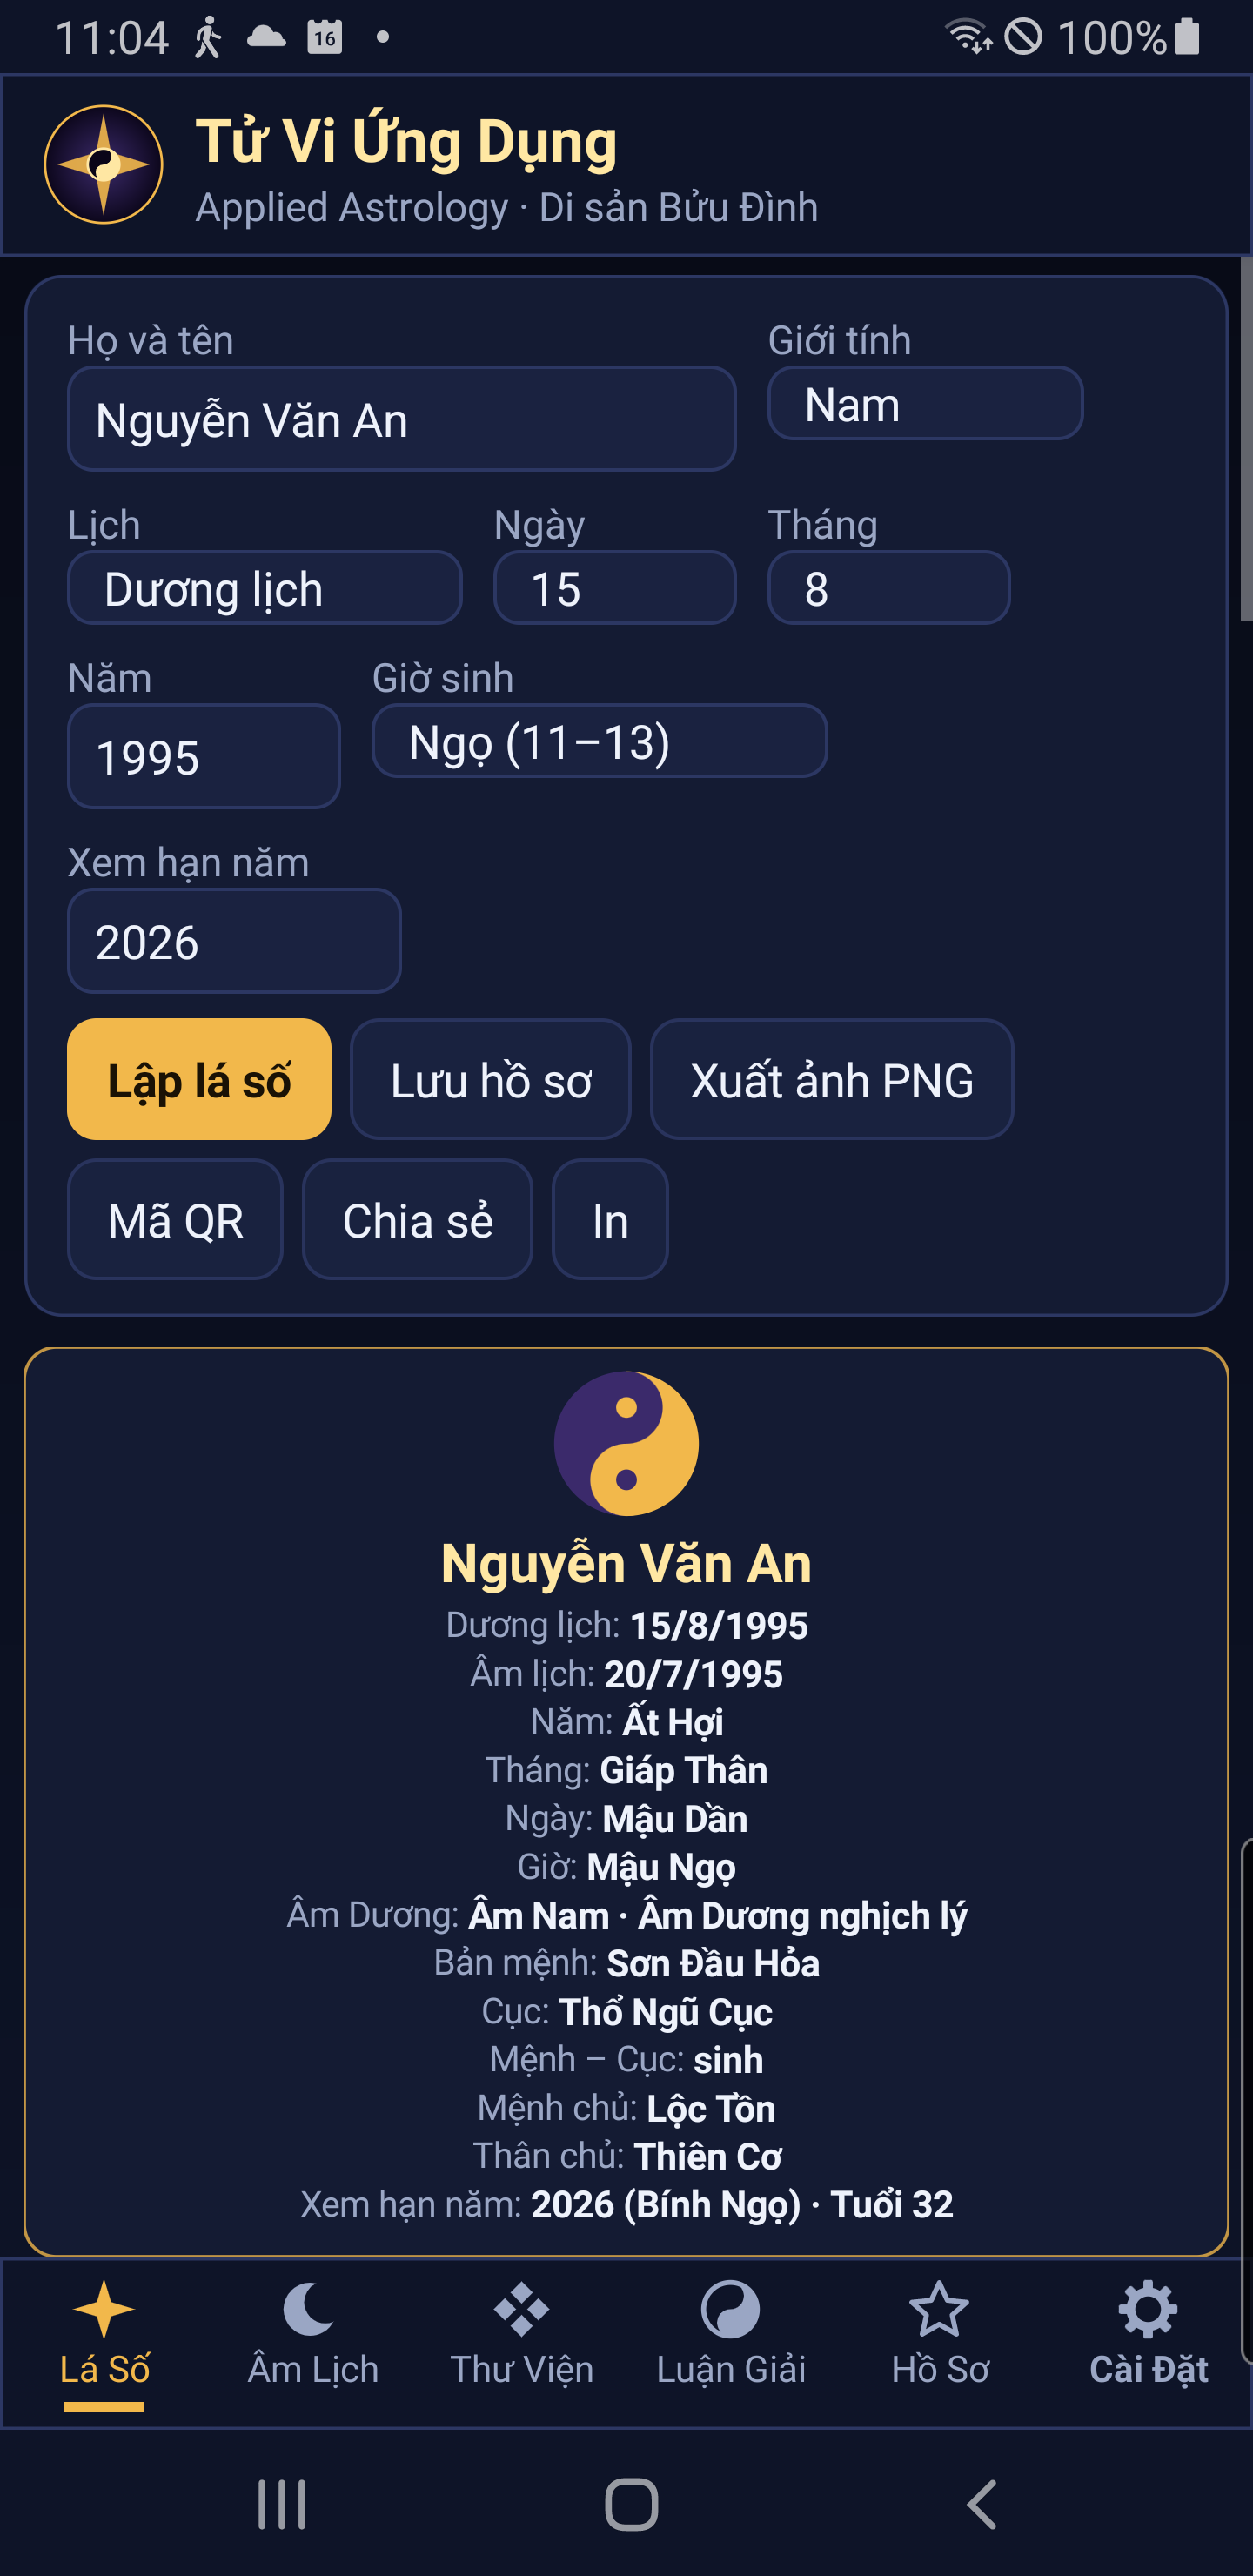 11:04
16
100%
Tử Vi Ứng Dụng
Applied Astrology · Di sản Bửu Đình
Họ và tên Giới tính
Nguyễn Văn An Nam
Lịch Ngày Tháng
Dương lịch 15 8
Năm Giờ sinh
1995 Ngọ (11–13)
Xem hạn năm
2026
Lập lá số Lưu hồ sơ Xuất ảnh PNG
Mã QR Chia sẻ In
Nguyễn Văn An
Dương lịch: 15/8/1995
Âm lịch: 20/7/1995
Năm: Ất Hợi
Tháng: Giáp Thân
Ngày: Mậu Dần
Giờ: Mậu Ngọ
Âm Dương: Âm Nam · Âm Dương nghịch lý
Bản mệnh: Sơn Đầu Hỏa
Cục: Thổ Ngũ Cục
Mệnh – Cục: sinh
Mệnh chủ: Lộc Tồn
Thân chủ: Thiên Cơ
Xem hạn năm: 2026 (Bính Ngọ) · Tuổi 32
Lá Số Âm Lịch Thư Viện Luận Giải Hồ Sơ Cài Đặt